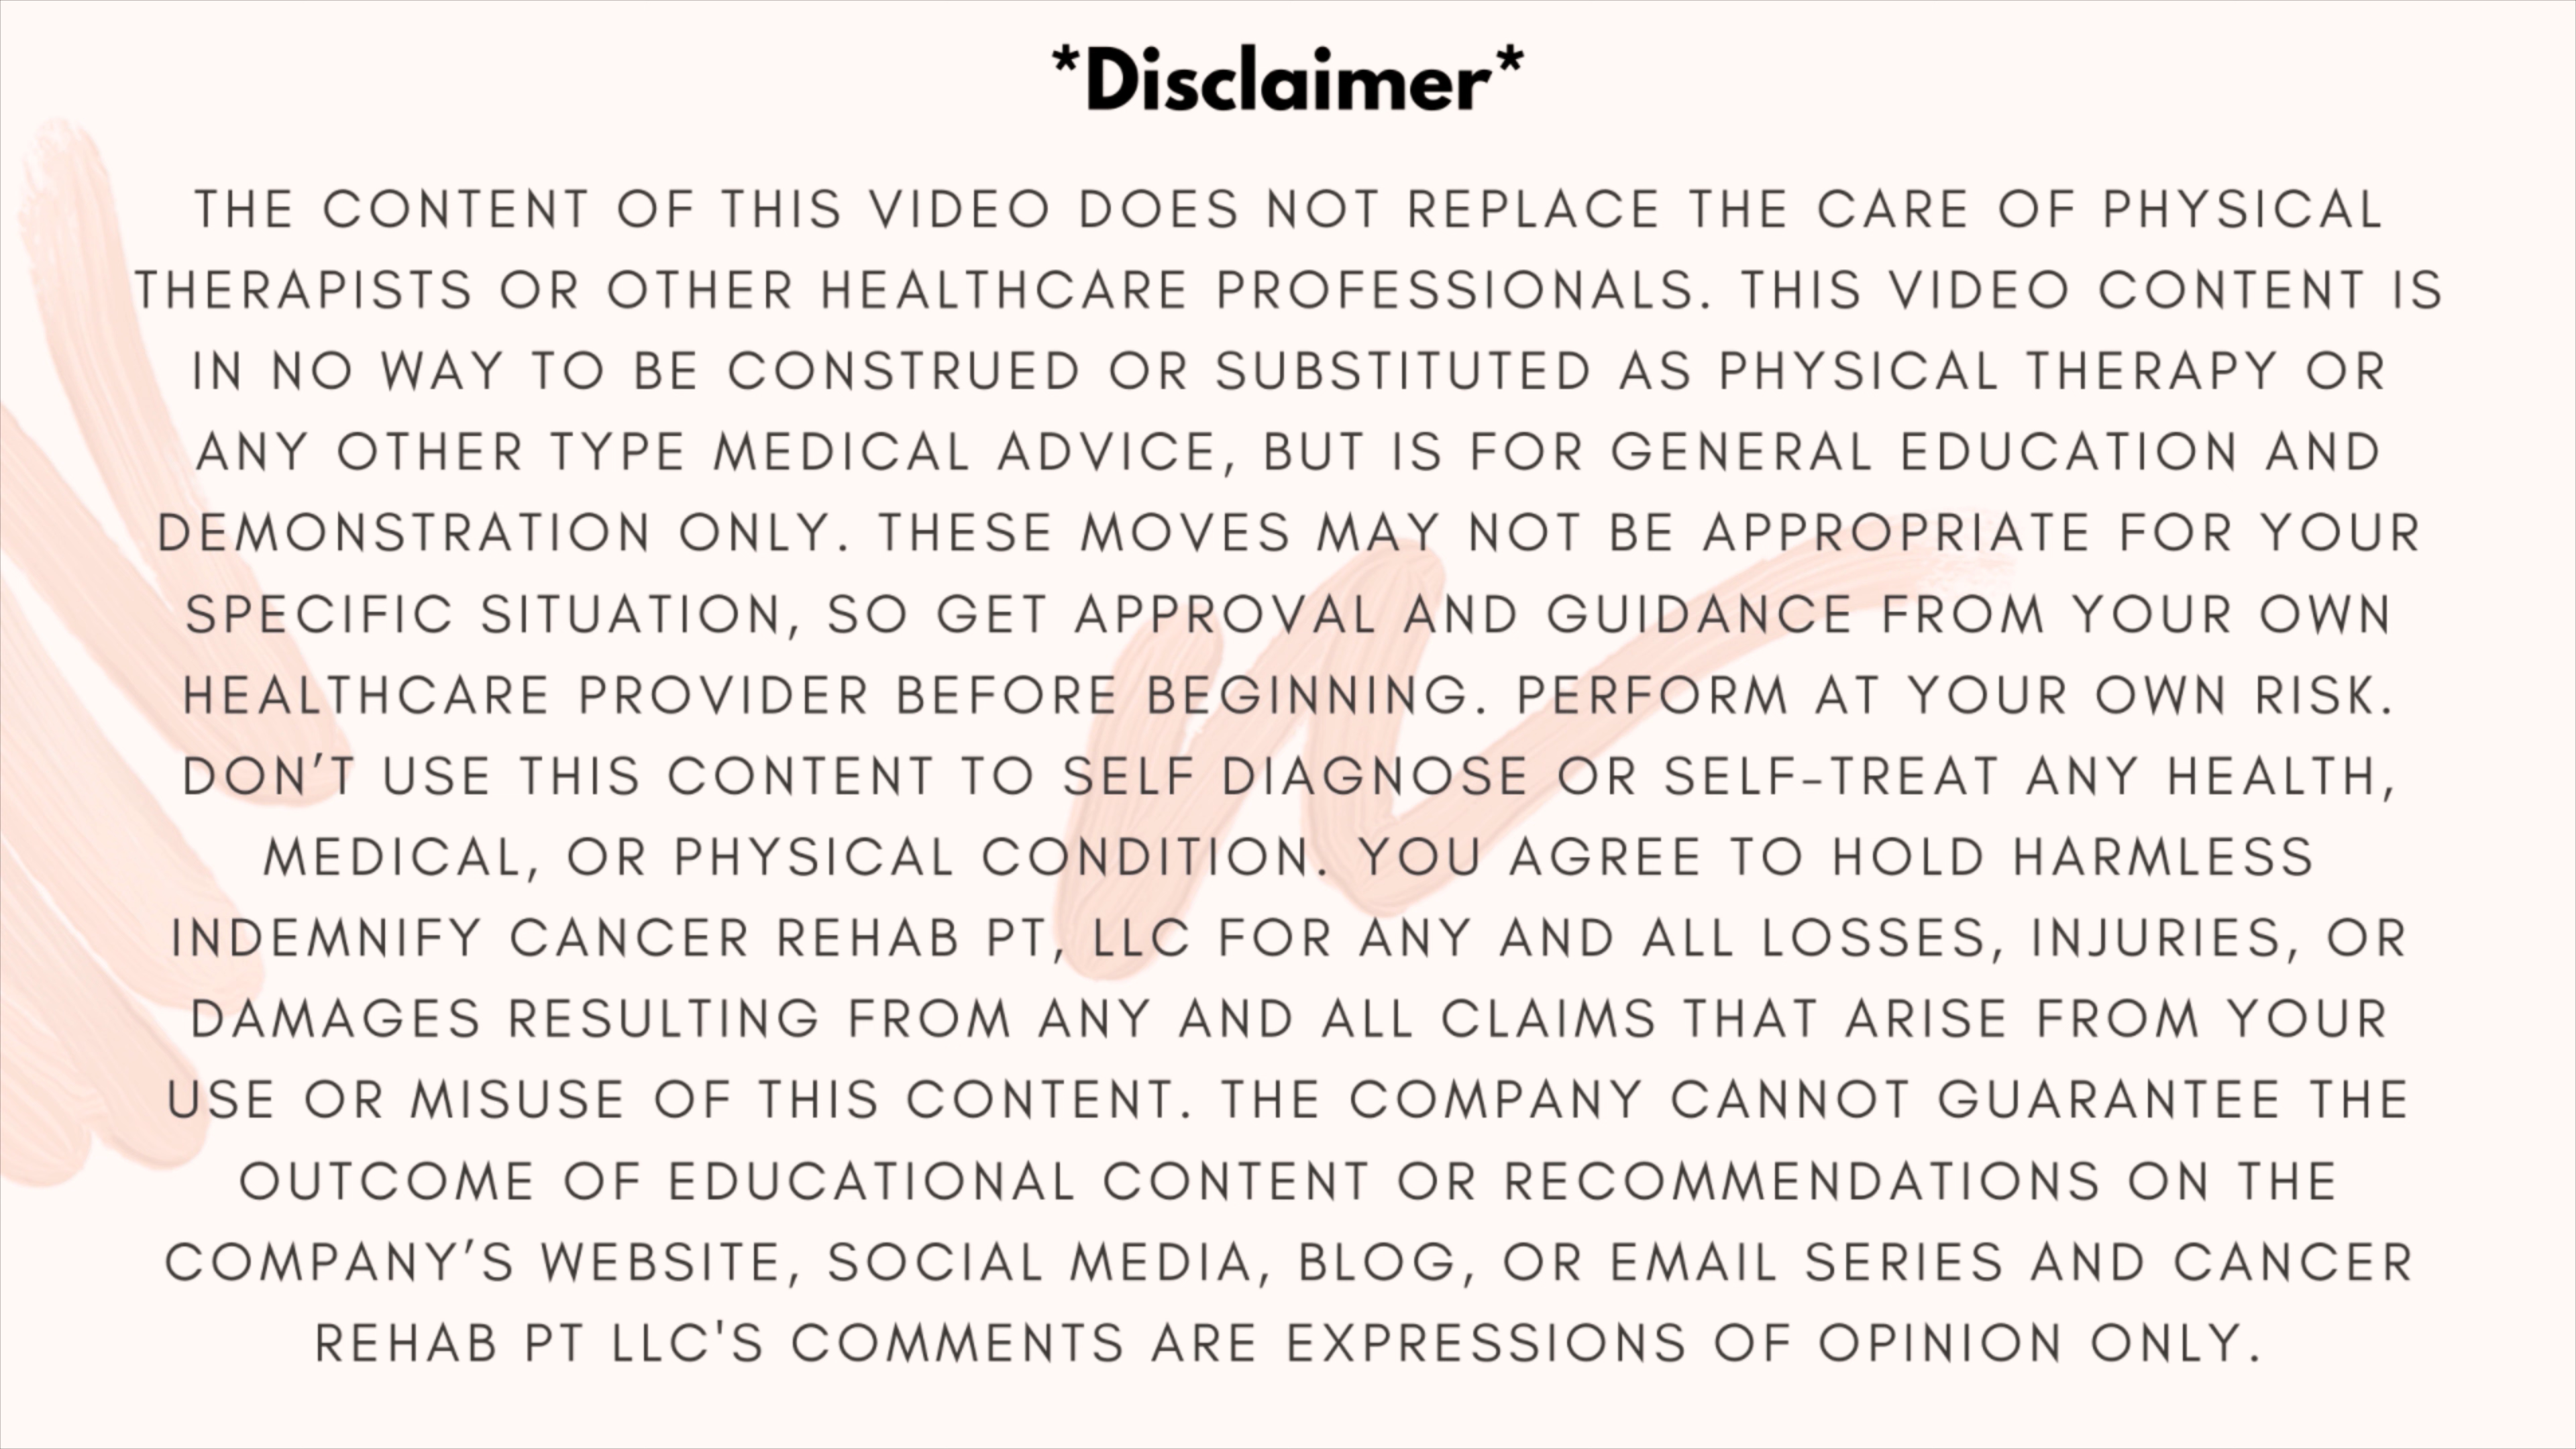 *Disclaimer*
THE CONTENT OF THIS VIDEO DOES NOT REPLACE THE CARE OF PHYSICAL
THERAPISTS OR OTHER HEALTHCARE PROFESSIONALS. THIS VIDEO CONTENT IS
IN NO WAY TO BE CONSTRUED OR SUBSTITUTED AS PHYSICAL THERAPY OR
ANY OTHER TYPE MEDICAL ADVICE, BUT IS FOR GENERAL EDUCATION AND
DEMONSTRATION ONLY. THESE MOVES MAY NOT BE APPROPRIATE FOR YOUR
SPECIFIC SITUATION, SO GET APPROVAL AND GUIDANCE FROM YOUR OWN
HEALTHCARE PROVIDER BEFORE BEGINNING. PERFORM AT YOUR OWN RISK.
DON’T USE THIS CONTENT TO SELF DIAGNOSE OR SELF-TREAT ANY HEALTH,
MEDICAL, OR PHYSICAL CONDITION. YOU AGREE TO HOLD HARMLESS
INDEMNIFY CANCER REHAB PT, LLC FOR ANY AND ALL LOSSES, INJURIES, OR
DAMAGES RESULTING FROM ANY AND ALL CLAIMS THAT ARISE FROM YOUR
USE OR MISUSE OF THIS CONTENT. THE COMPANY CANNOT GUARANTEE THE
OUTCOME OF EDUCATIONAL CONTENT OR RECOMMENDATIONS ON THE
COMPANY’S WEBSITE, SOCIAL MEDIA, BLOG, OR EMAIL SERIES AND CANCER
REHAB PT LLC'S COMMENTS ARE EXPRESSIONS OF OPINION ONLY.